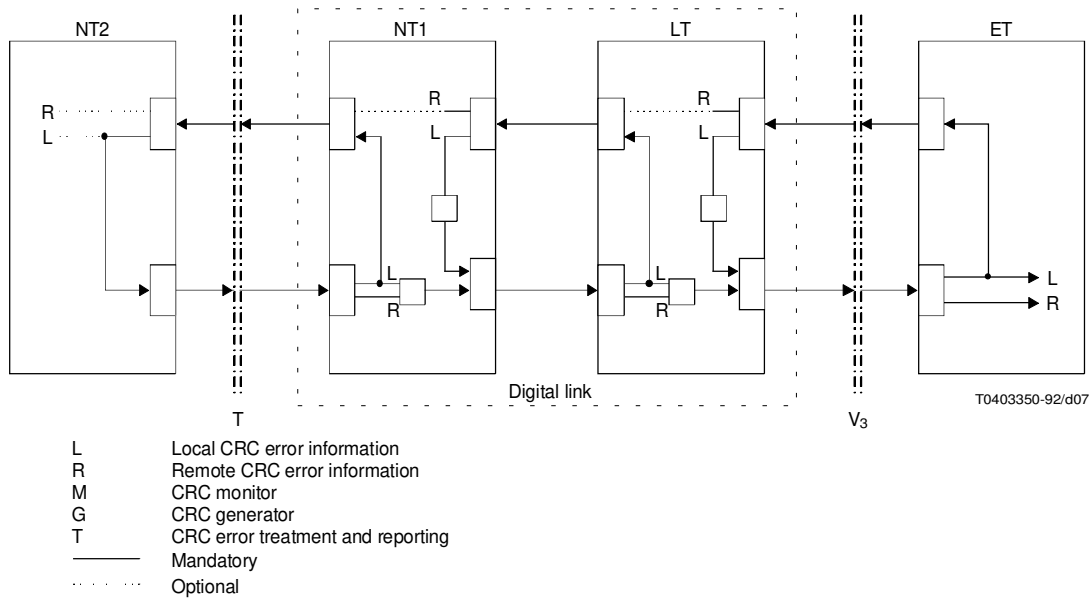 NT2 NT1 LT ET
R R R
L L L
L L L
R R R
Digital link
T0403350-92/d07
T V3
L Local CRC error information
R Remote CRC error information
M CRC monitor
G CRC generator
T CRC error treatment and reporting
Mandatory
Optional